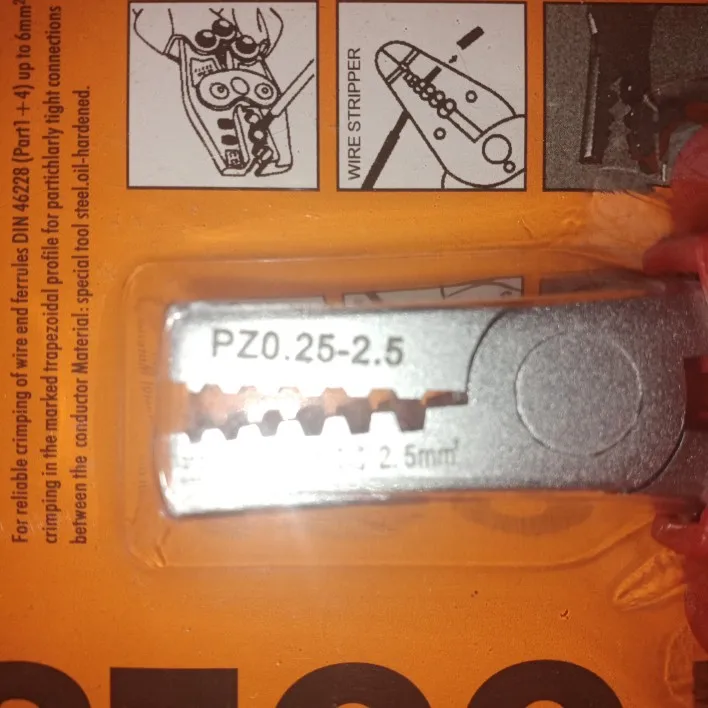 For reliable crimping of wire end ferrules DIN 46228 (Part1 + 4) up to 6mm²
crimping in the marked trapezoidal profile for partichlarly tight connections
between the conductor Material: special tool steel.oil-hardened.
WIRE STRIPPER
PZ0.25-2.5
2.5mm²